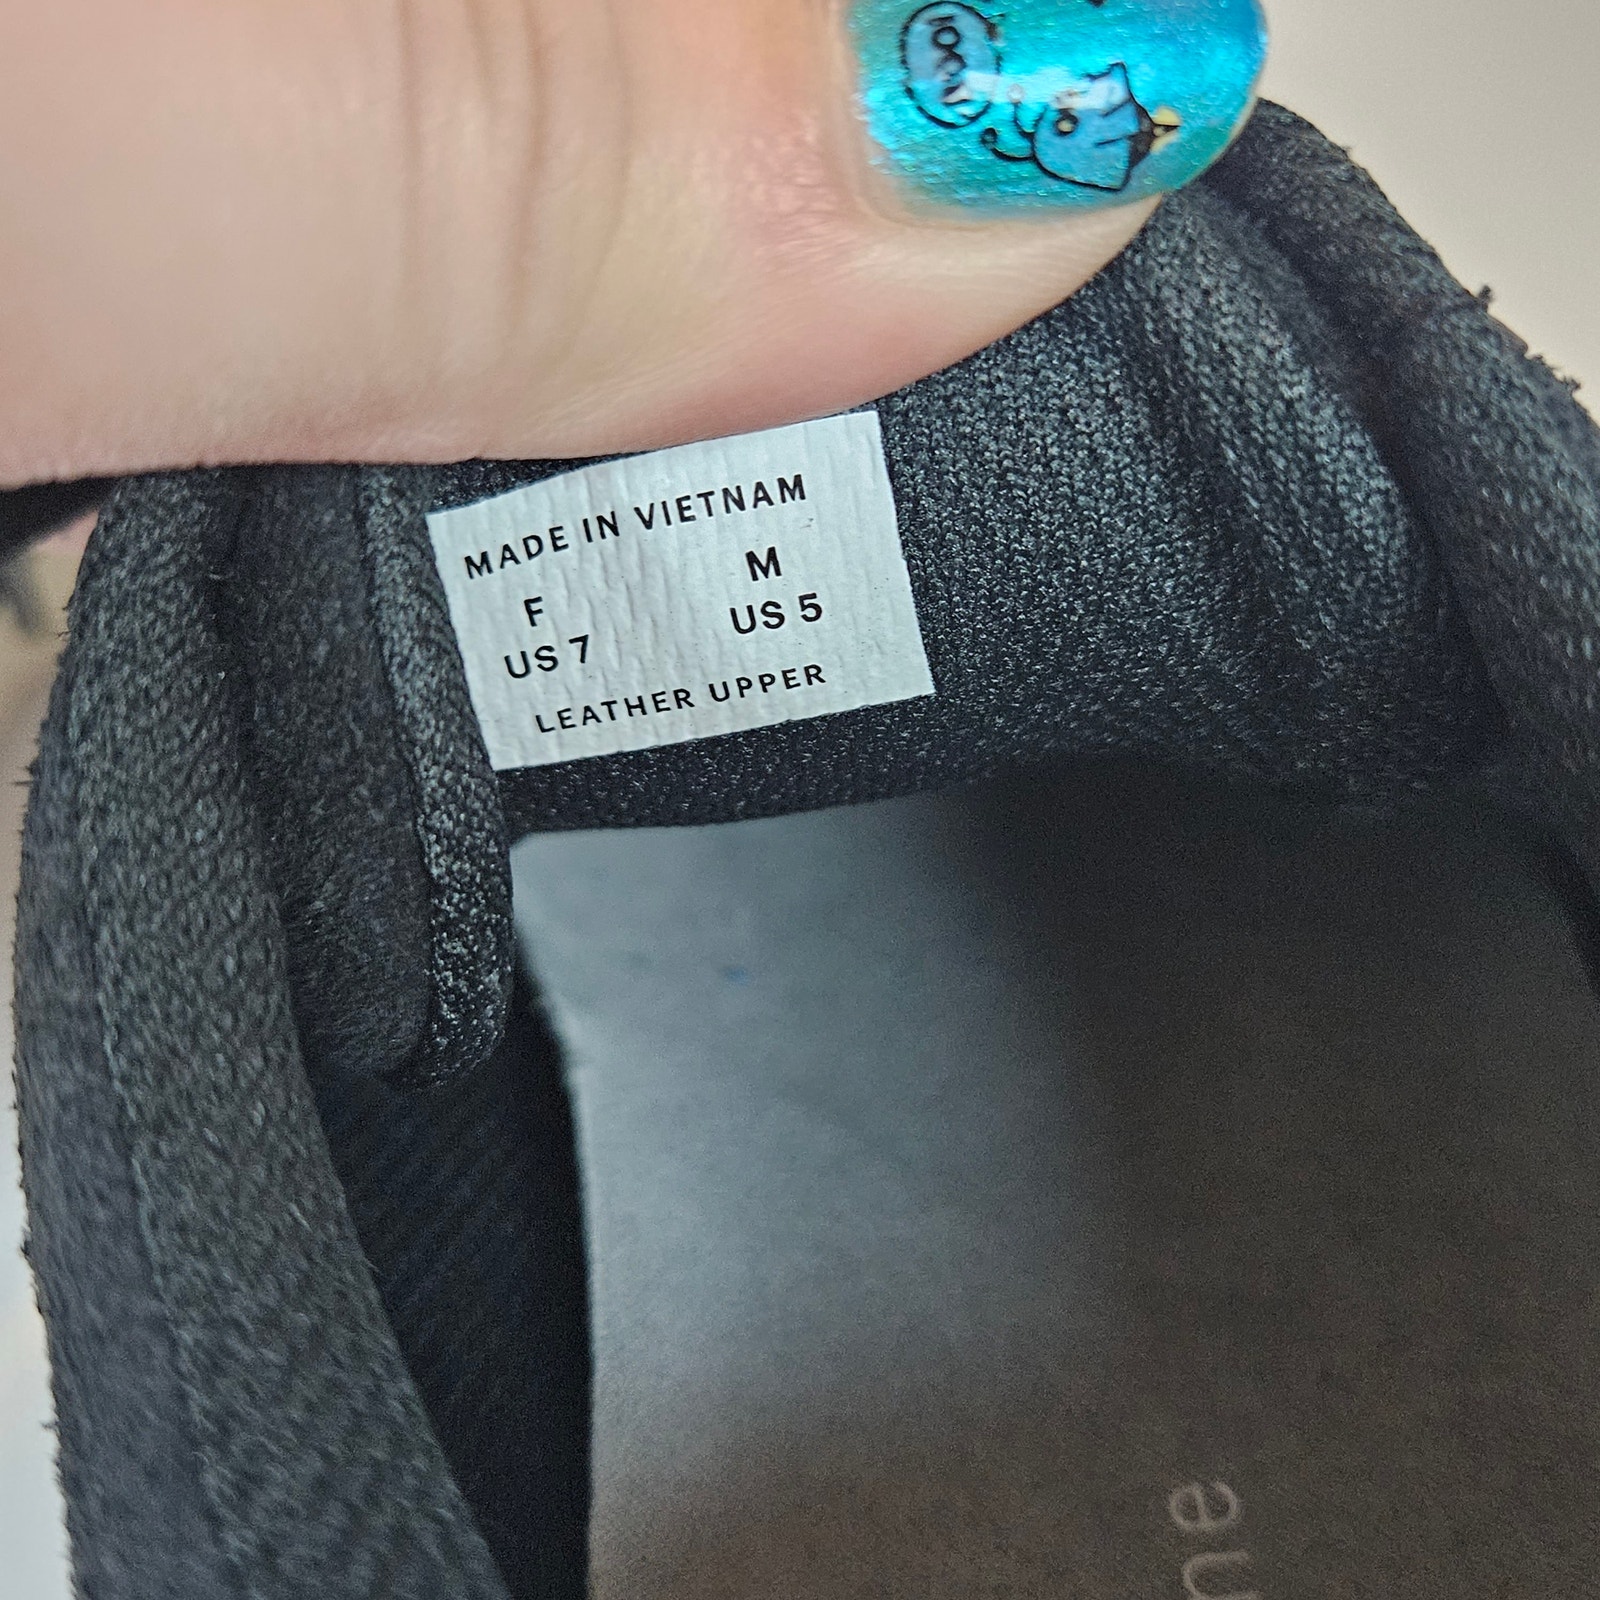 MADE IN VIETNAM
F M
US 7 US 5
LEATHER UPPER